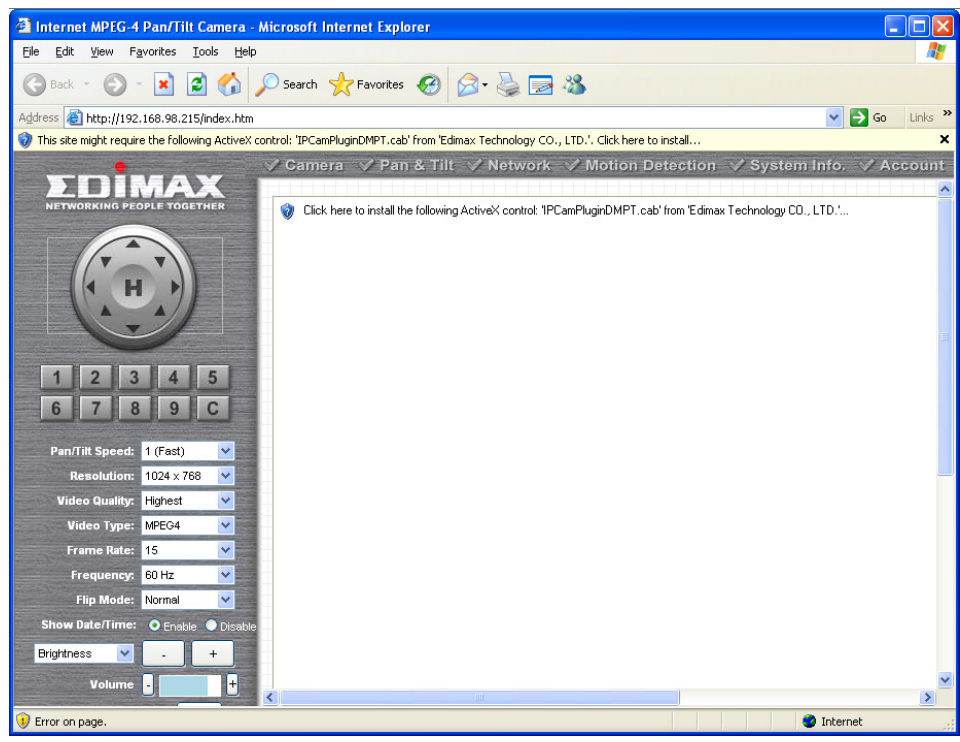 Internet MPEG-4 Pan/Tilt Camera - Microsoft Internet Explorer
File Edit View Favorites Tools Help
Back Search Favorites
Address http://192.168.98.215/index.htm Go Links »
This site might require the following ActiveX control: 'IPCamPluginDMPT.cab' from 'Edimax Technology CO., LTD.'. Click here to install...
Camera Pan & Tilt Network Motion Detection System Info. Account
EDIMAX
NETWORKING PEOPLE TOGETHER
Click here to install the following ActiveX control: 'IPCamPluginDMPT.cab' from 'Edimax Technology CO., LTD.'...
H
1 2 3 4 5
6 7 8 9 C
Pan/Tilt Speed: 1 (Fast)
Resolution: 1024 x 768
Video Quality: Highest
Video Type: MPEG4
Frame Rate: 15
Frequency: 60 Hz
Flip Mode: Normal
Show Date/Time: Enable Disable
Brightness - +
Volume - +
Error on page. Internet